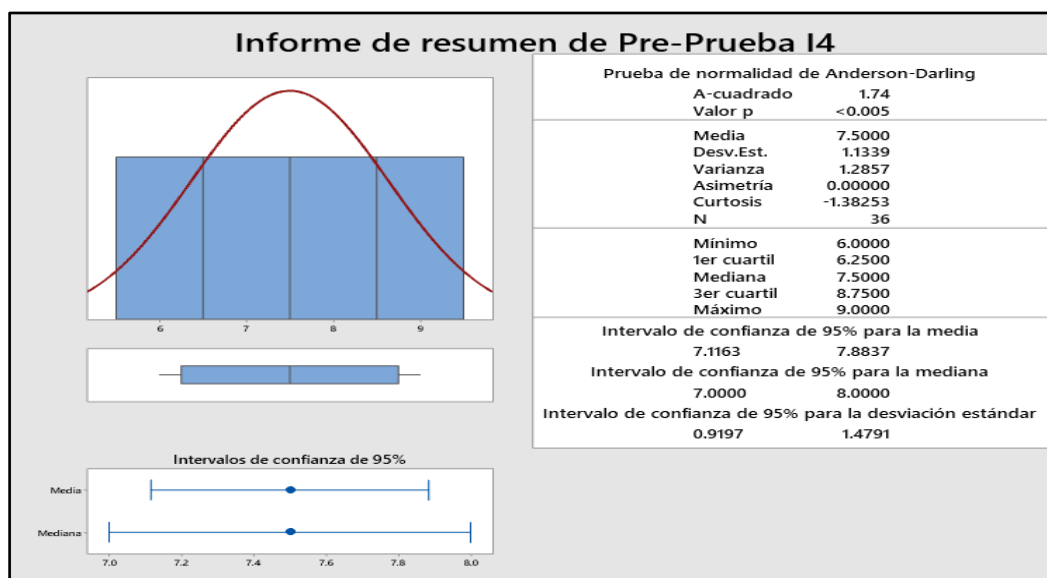 Informe de resumen de Pre-Prueba I4
6 7 8 9
Intervalos de confianza de 95%
Media
Mediana
7.0 7.2 7.4 7.6 7.8 8.0
Prueba de normalidad de Anderson-Darling
A-cuadrado 1.74
Valor p <0.005
Media 7.5000
Desv.Est. 1.1339
Varianza 1.2857
Asimetría 0.00000
Curtosis -1.38253
N 36
Mínimo 6.0000
1er cuartil 6.2500
Mediana 7.5000
3er cuartil 8.7500
Máximo 9.0000
Intervalo de confianza de 95% para la media
7.1163 7.8837
Intervalo de confianza de 95% para la mediana
7.0000 8.0000
Intervalo de confianza de 95% para la desviación estándar
0.9197 1.4791